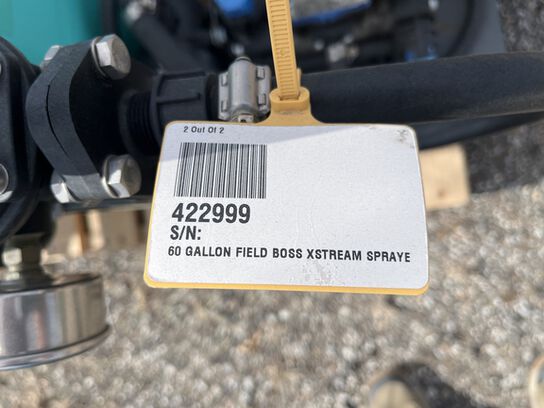 2 Out Of 2
422999
S/N:
60 GALLON FIELD BOSS XSTREAM SPRAYE